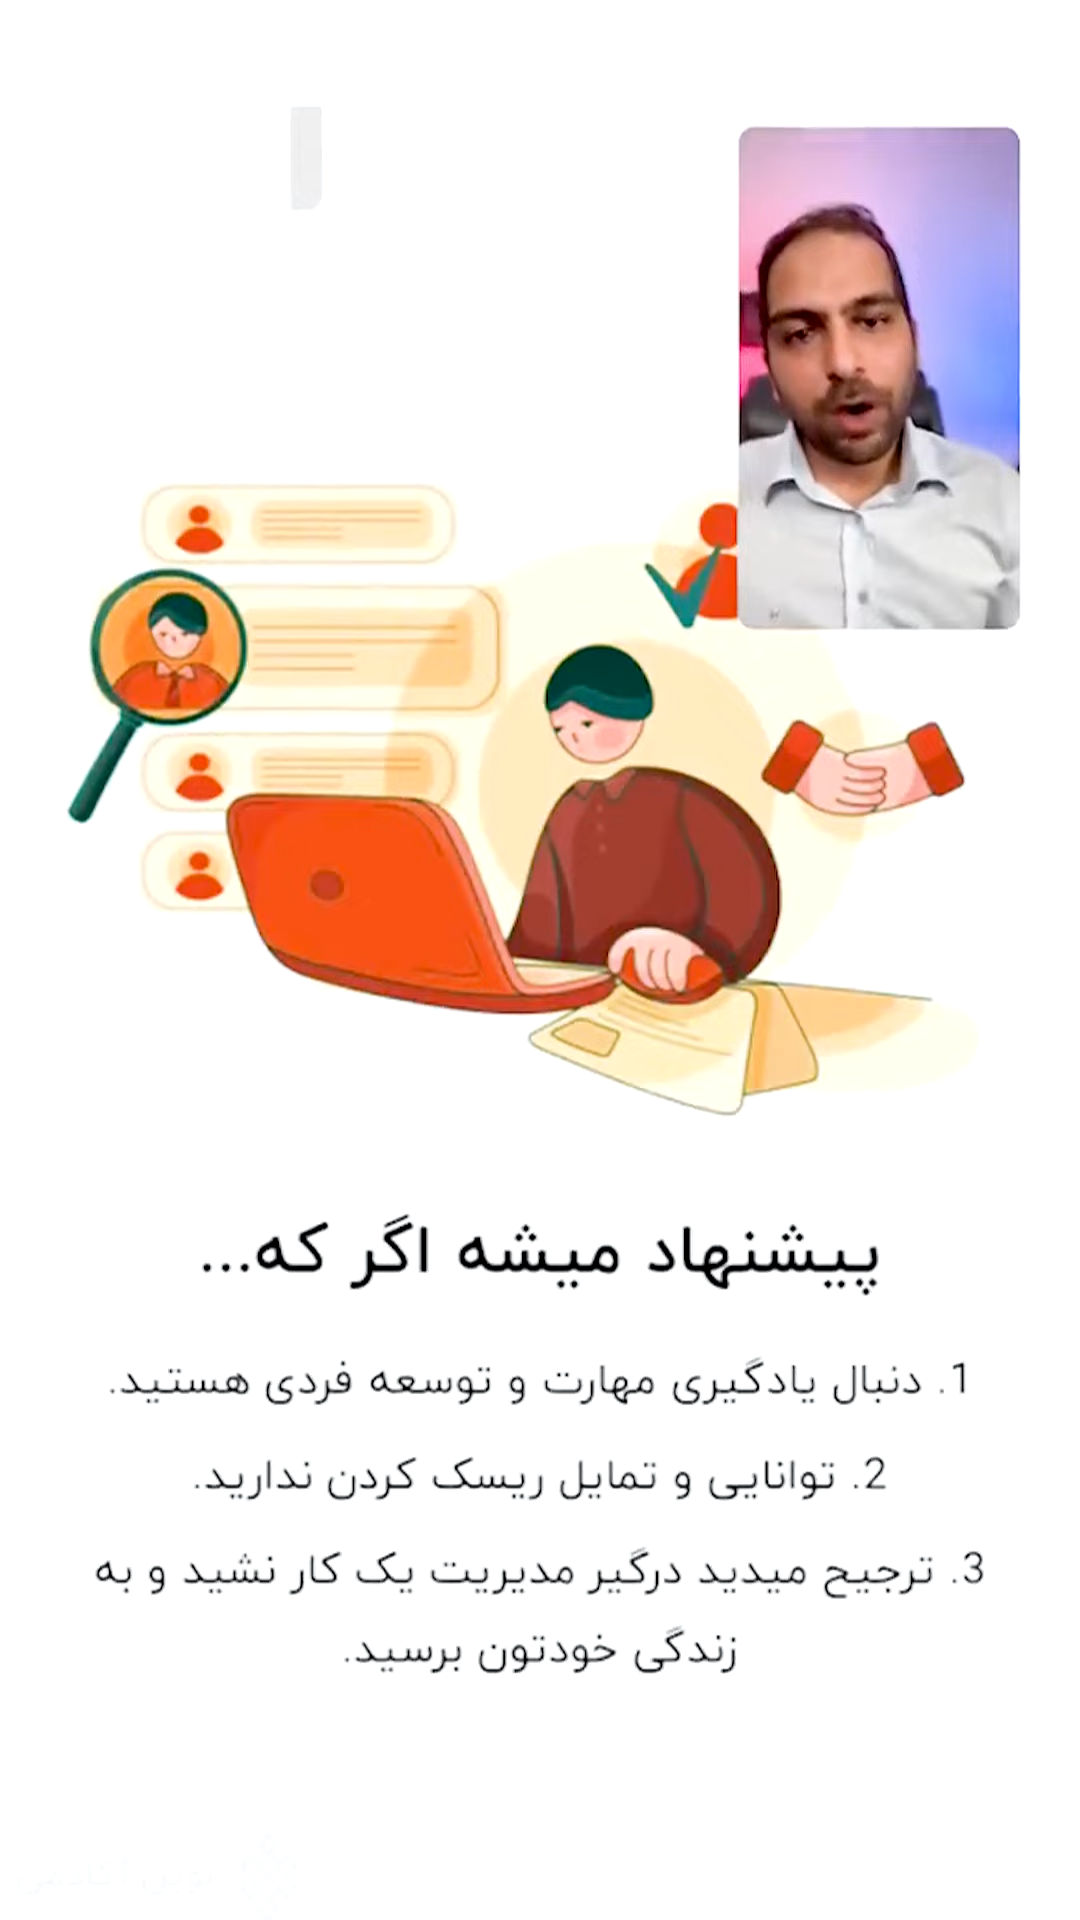 پیشنهاد میشه اگر که...
1. دنبال یادگیری مهارت و توسعه فردی هستید.
2. توانایی و تمایل ریسک کردن ندارید.
3. ترجیح میدید درگیر مدیریت یک کار نشید و به
زندگی خودتون برسید.